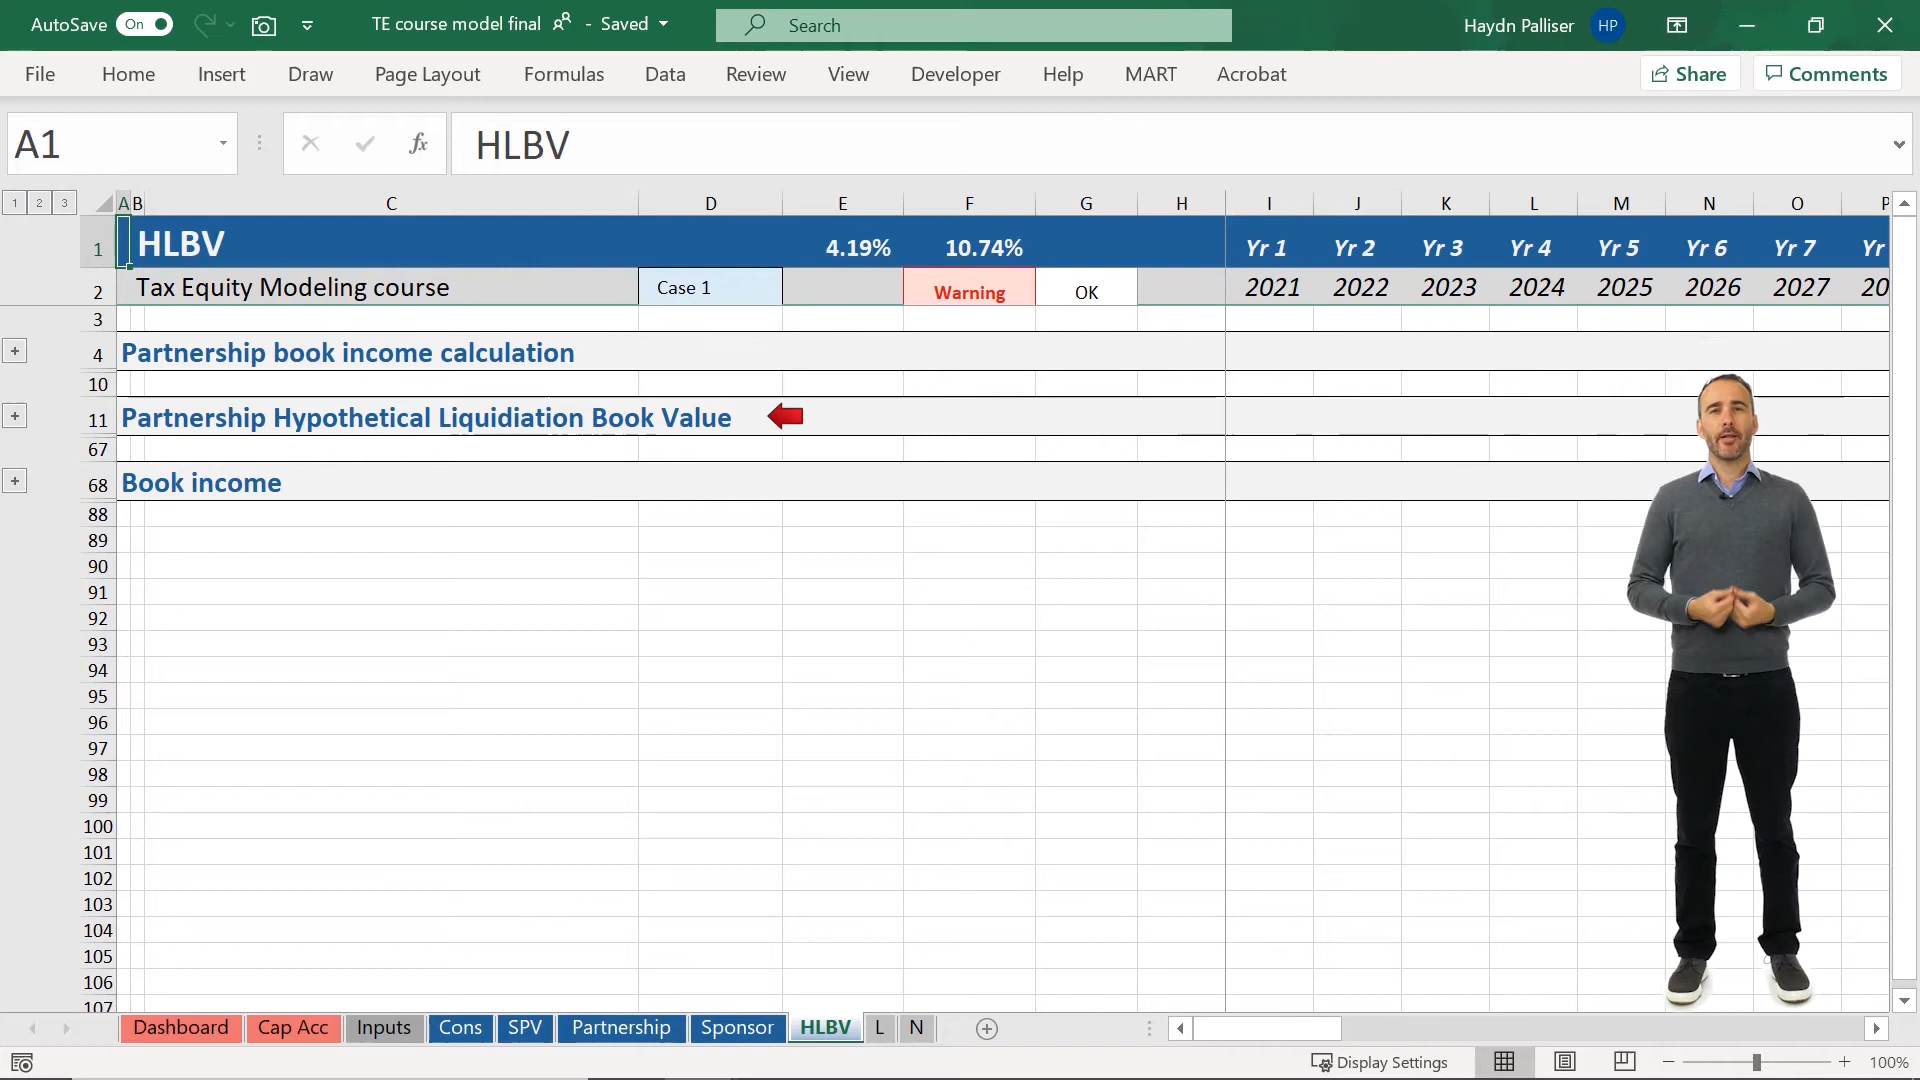 AutoSave On TE course model final - Saved Search Haydn Palliser HP
File Home Insert Draw Page Layout Formulas Data Review View Developer Help MART Acrobat Share Comments
A1 fx HLBV
1 2 3 A B C D E F G H I J K L M N O P
1 HLBV 4.19% 10.74% Yr 1 Yr 2 Yr 3 Yr 4 Yr 5 Yr 6 Yr 7 Yr
2 Tax Equity Modeling course Case 1 Warning OK 2021 2022 2023 2024 2025 2026 2027 20
3
4 Partnership book income calculation
10
11 Partnership Hypothetical Liquidiation Book Value
67
68 Book income
88
89
90
91
92
93
94
95
96
97
98
99
100
101
102
103
104
105
106
107
Dashboard Cap Acc Inputs Cons SPV Partnership Sponsor HLBV L N
Display Settings 100%